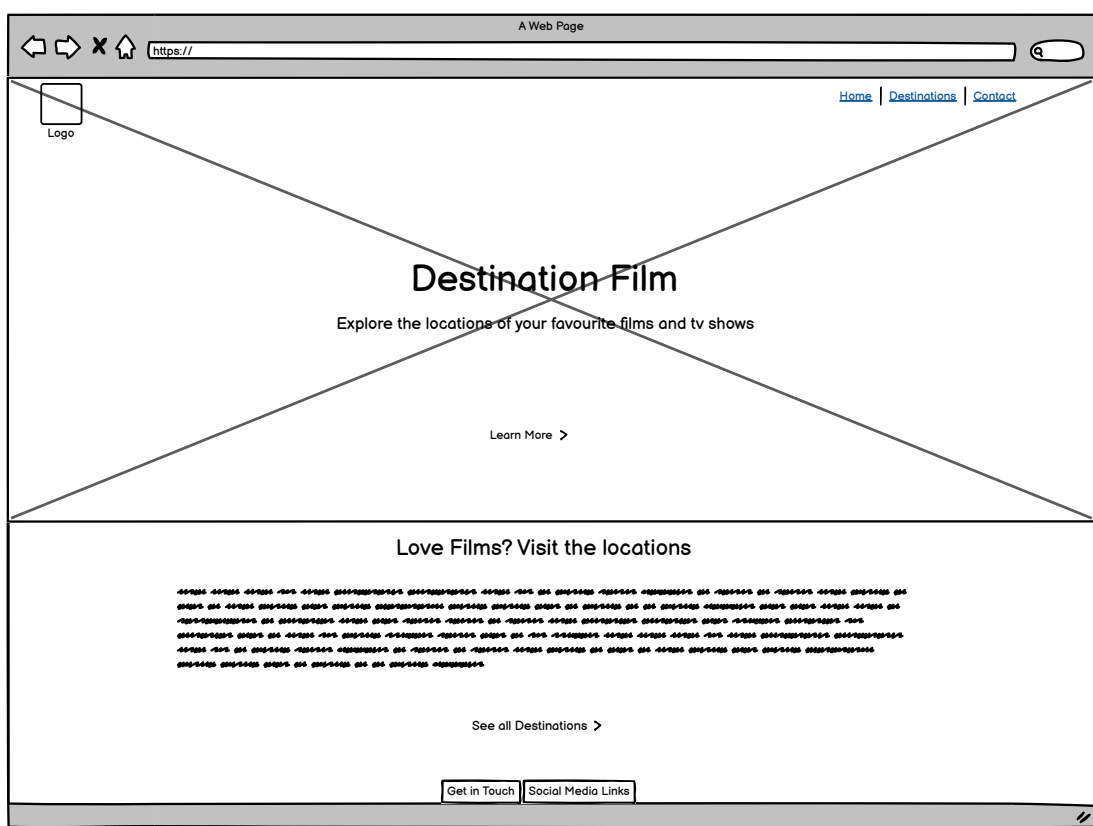 A Web Page
https://
Home Destinations Contact
Logo
Destination Film
Explore the locations of your favourite films and tv shows
Learn More
Love Films? Visit the locations
See all Destinations
Get in Touch Social Media Links